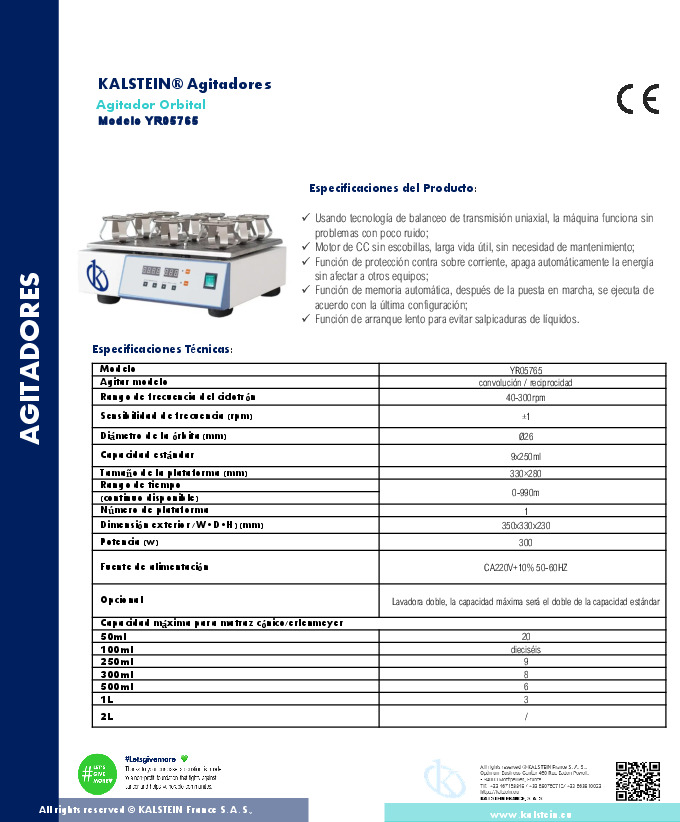 KALSTEIN® Agitadores
Agitador Orbital
Modelo YR05765
CE
AGITADORES
Especificaciones del Producto:
✓ Usando tecnología de balanceo de transmisión uniaxial, la máquina funciona sin
problemas con poco ruido;
✓ Motor de CC sin escobillas, larga vida útil, sin necesidad de mantenimiento;
✓ Función de protección contra sobre corriente, apaga automáticamente la energía
sin afectar a otros equipos;
✓ Función de memoria automática, después de la puesta en marcha, se ejecuta de
acuerdo con la última configuración;
✓ Función de arranque lento para evitar salpicaduras de líquidos.
Especificaciones Técnicas:
Modelo YR05765
Agitar modelo convolución / reciprocidad
Rango de frecuencia del ciclotrón 40-300rpm
Sensibilidad de frecuencia (rpm) ±1
Diámetro de la órbita (mm) Ø26
Capacidad estándar 9x250ml
Tamaño de la plataforma (mm) 330×280
Rango de tiempo
(continuo disponible) 0-990m
Número de plataforma 1
Dimensión exterior (W*D*H) (mm) 350x330x230
Potencia (W) 300
Fuente de alimentación CA220V+10% 50-60HZ
Opcional Lavadora doble, la capacidad máxima será el doble de la capacidad estándar
Capacidad máxima para matraz cónico/erlenmeyer
50ml 20
100ml dieciséis
250ml 9
300ml 8
500ml 6
1L 3
2L /
#Letsgivemore
# LET'S
GIVE
MORE
All rights reserved © KALSTEIN France S. A. S.,
https://kalstein.eu
KALSTEIN FRANCE, S. A. S
All rights reserved © KALSTEIN France S. A. S.,
www.kalstein.eu